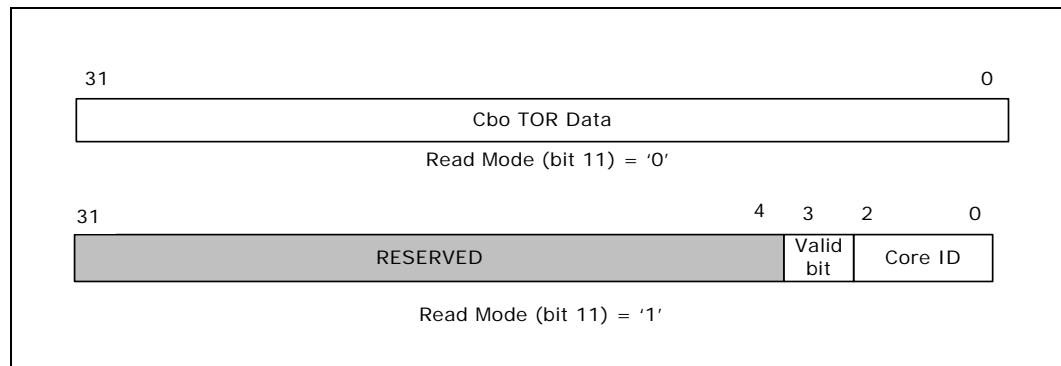 31 0
Cbo TOR Data
Read Mode (bit 11) = ‘0’
31 4 3 2 0
RESERVED Valid bit Core ID
Read Mode (bit 11) = ‘1’